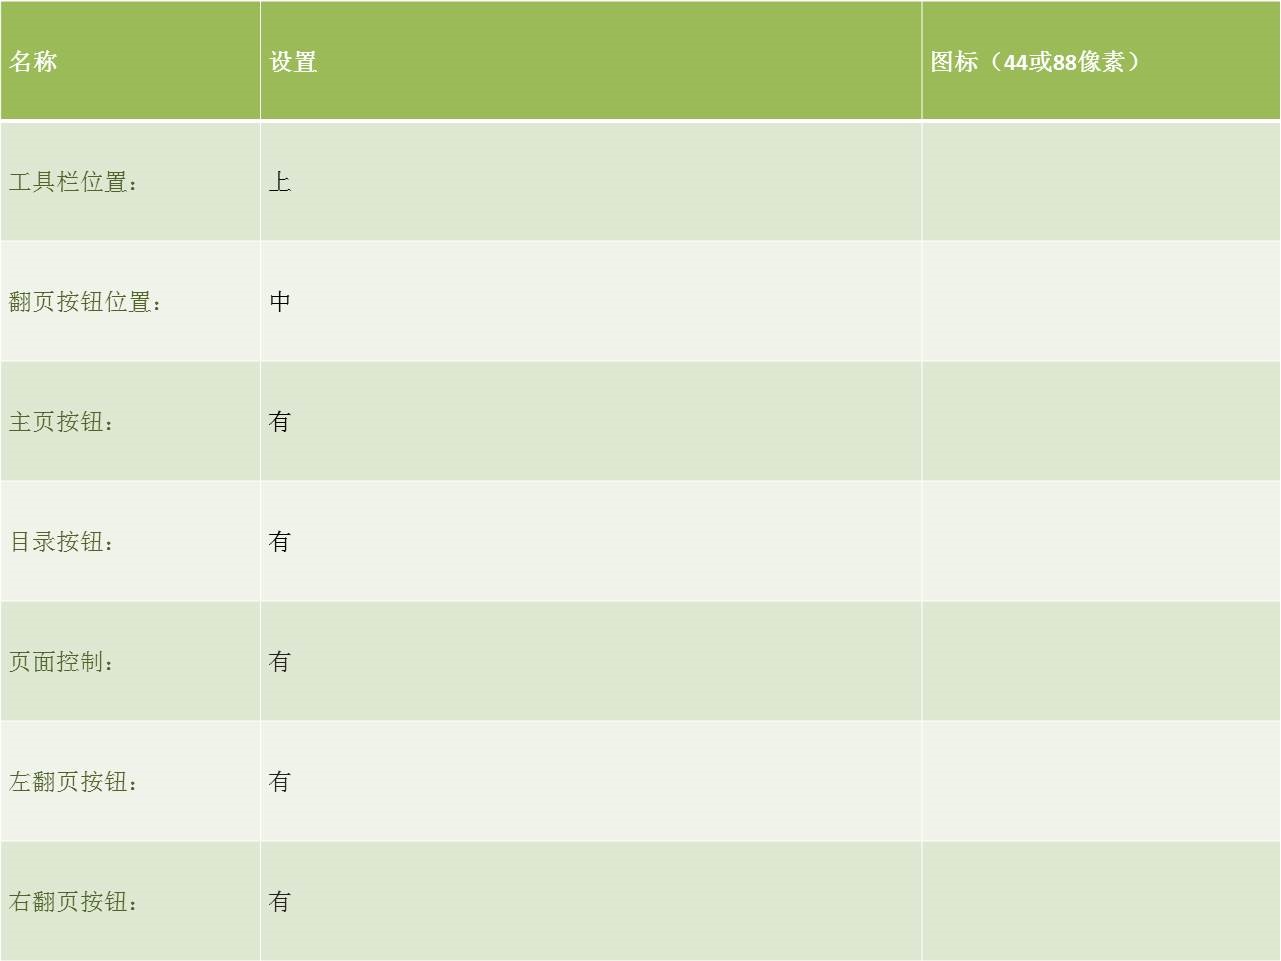 名称 设置 图标（44或88像素）
工具栏位置： 上
翻页按钮位置： 中
主页按钮： 有
目录按钮： 有
页面控制： 有
左翻页按钮： 有
右翻页按钮： 有